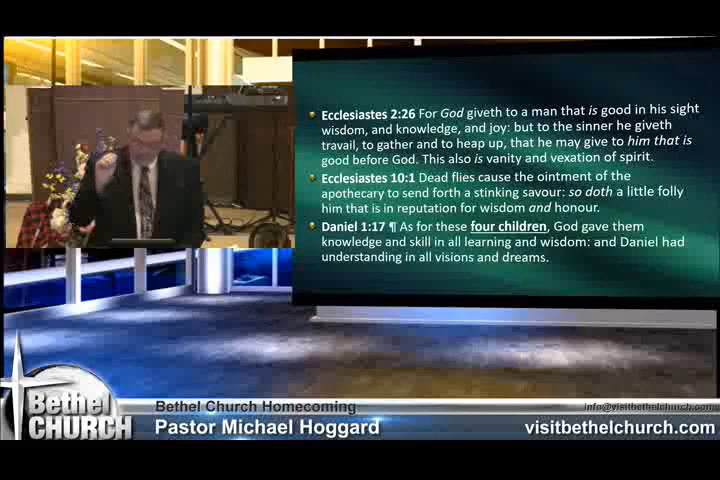 Ecclesiastes 2:26 For God giveth to a man that is good in his sight
wisdom, and knowledge, and joy: but to the sinner he giveth
travail, to gather and to heap up, that he may give to him that is
good before God. This also is vanity and vexation of spirit.
Ecclesiastes 10:1 Dead flies cause the ointment of the
apothecary to send forth a stinking savour: so doth a little folly
him that is in reputation for wisdom and honour.
Daniel 1:17 ¶ As for these four children, God gave them
knowledge and skill in all learning and wisdom: and Daniel had
understanding in all visions and dreams.
Bethel
CHURCH
Bethel Church Homecoming
info@visitbethelchurch.com
Pastor Michael Hoggard
visitbethelchurch.com